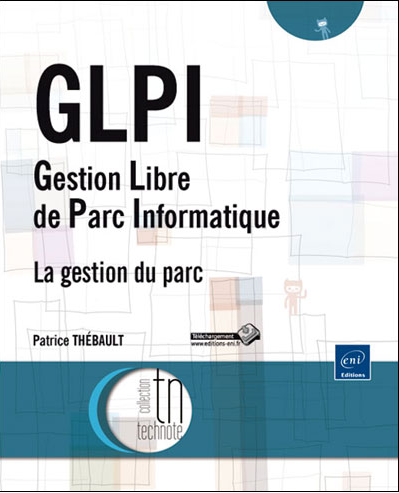 GLPI
Gestion Libre
de Parc Informatique
La gestion du parc
Patrice THÉBAULT
Téléchargement
www.editions-eni.fr
eni
Editions
collection
tn
technote